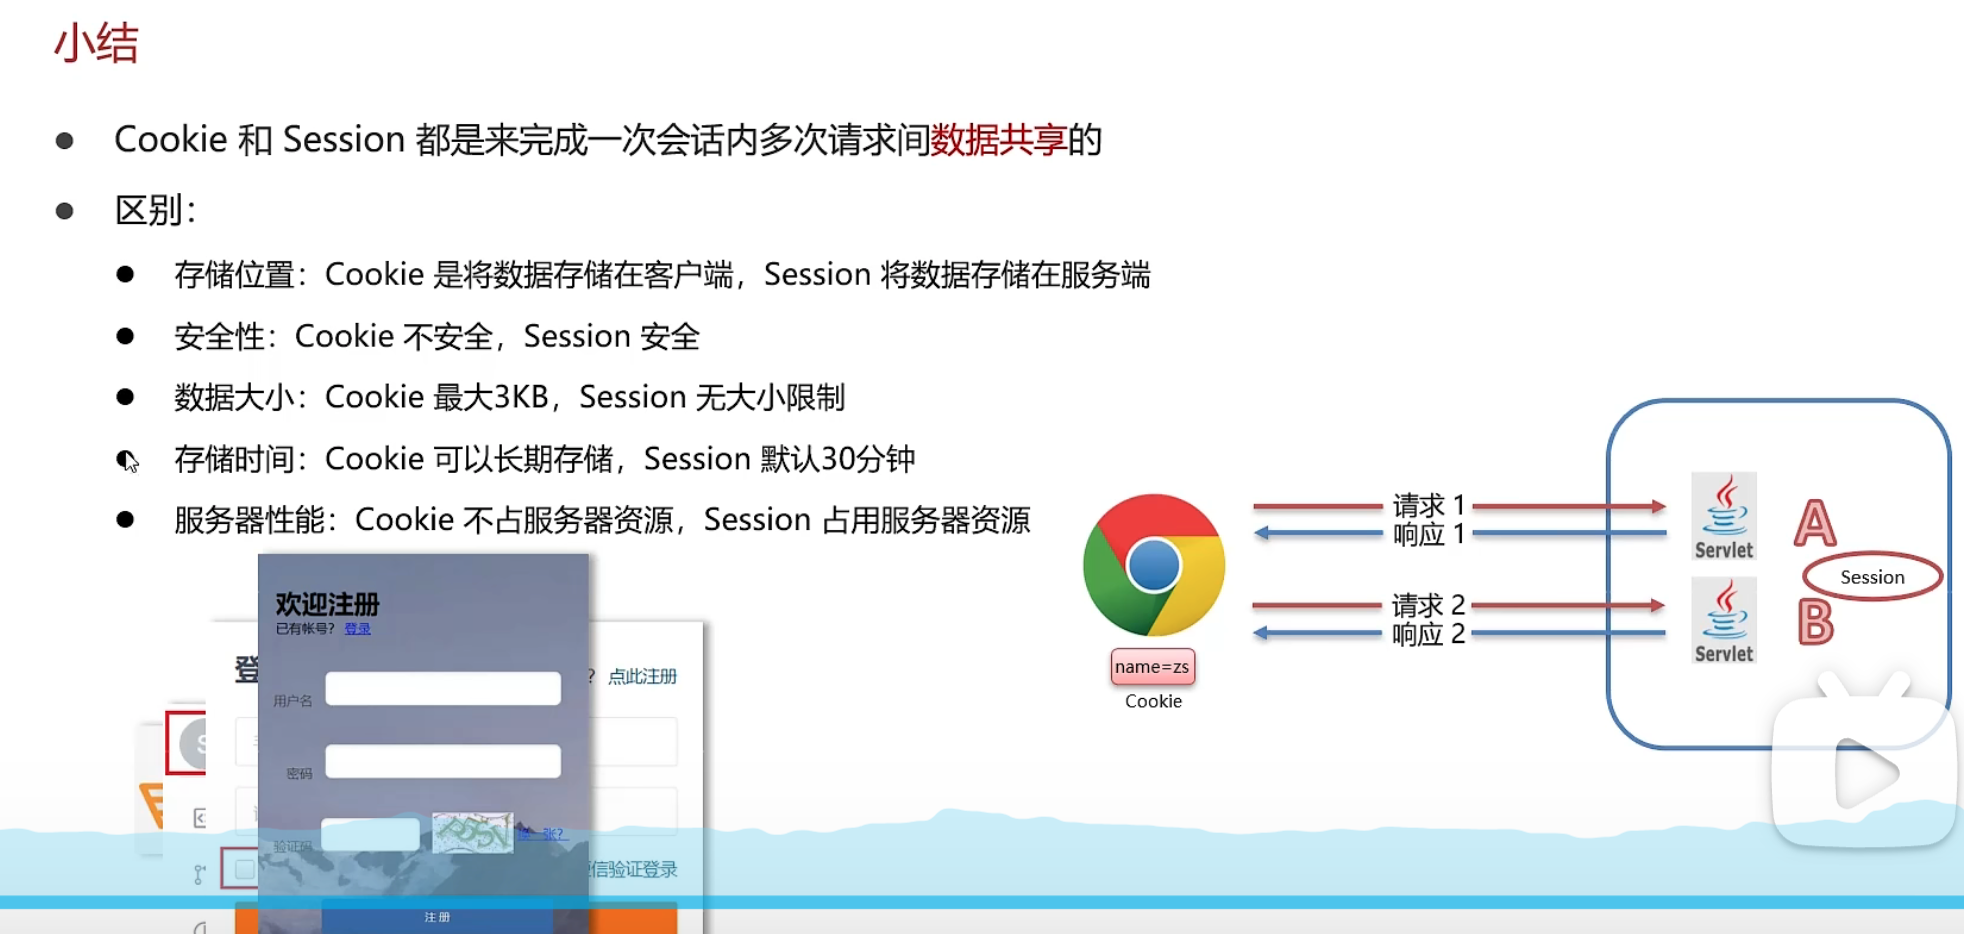 小结
Cookie 和 Session 都是来完成一次会话内多次请求间数据共享的
区别：
存储位置：Cookie 是将数据存储在客户端，Session 将数据存储在服务端
安全性：Cookie 不安全，Session 安全
数据大小：Cookie 最大3KB，Session 无大小限制
存储时间：Cookie 可以长期存储，Session 默认30分钟
服务器性能：Cookie 不占服务器资源，Session 占用服务器资源
请求 1
响应 1
请求 2
响应 2
Servlet
A
Session
Servlet
B
name=zs
Cookie
欢迎注册
已有帐号？ 登录
登
? 点此注册
用户名
密码
验证码
张?
信验证登录
注 册